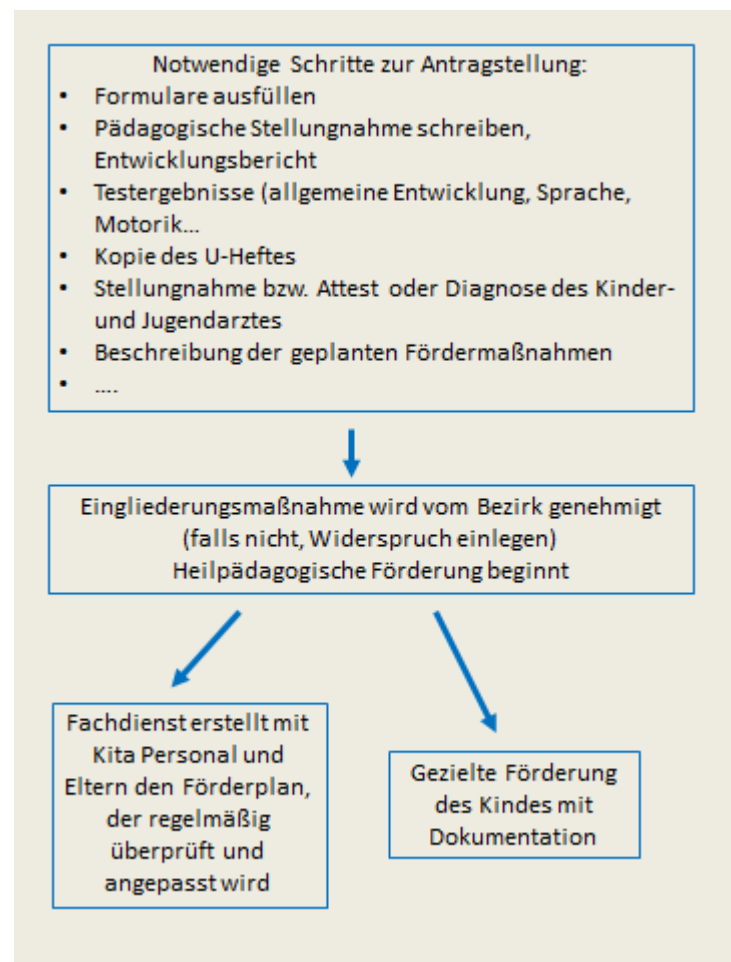 Notwendige Schritte zur Antragstellung:
• Formulare ausfüllen
• Pädagogische Stellungnahme schreiben,
Entwicklungsbericht
• Testergebnisse (allgemeine Entwicklung, Sprache,
Motorik...
• Kopie des U-Heftes
• Stellungnahme bzw. Attest oder Diagnose des Kinder-
und Jugendarztes
• Beschreibung der geplanten Fördermaßnahmen
• ....
Eingliederungsmaßnahme wird vom Bezirk genehmigt
(falls nicht, Widerspruch einlegen)
Heilpädagogische Förderung beginnt
Fachdienst erstellt mit
Kita Personal und
Eltern den Förderplan,
der regelmäßig
überprüft und
angepasst wird
Gezielte Förderung
des Kindes mit
Dokumentation